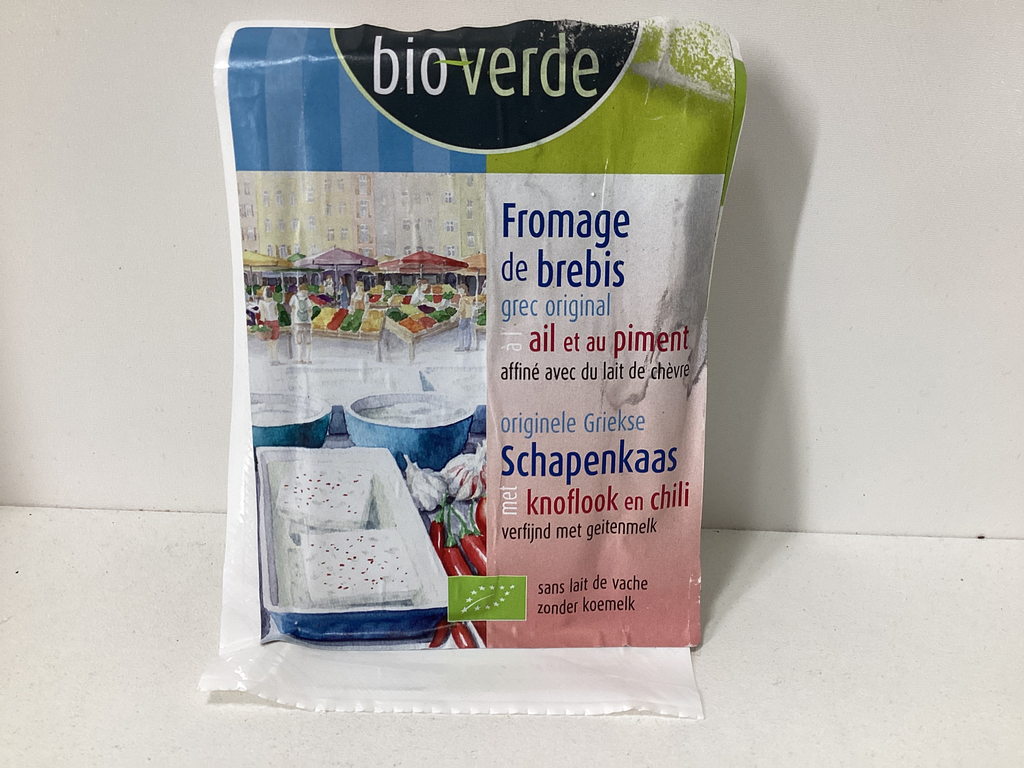 bio verde
Fromage
de brebis
grec original
à l'ail et au piment
affiné avec du lait de chèvre
originele Griekse
Schapenkaas
met knoflook en chili
verfijnd met geitenmelk
sans lait de vache
zonder koemelk